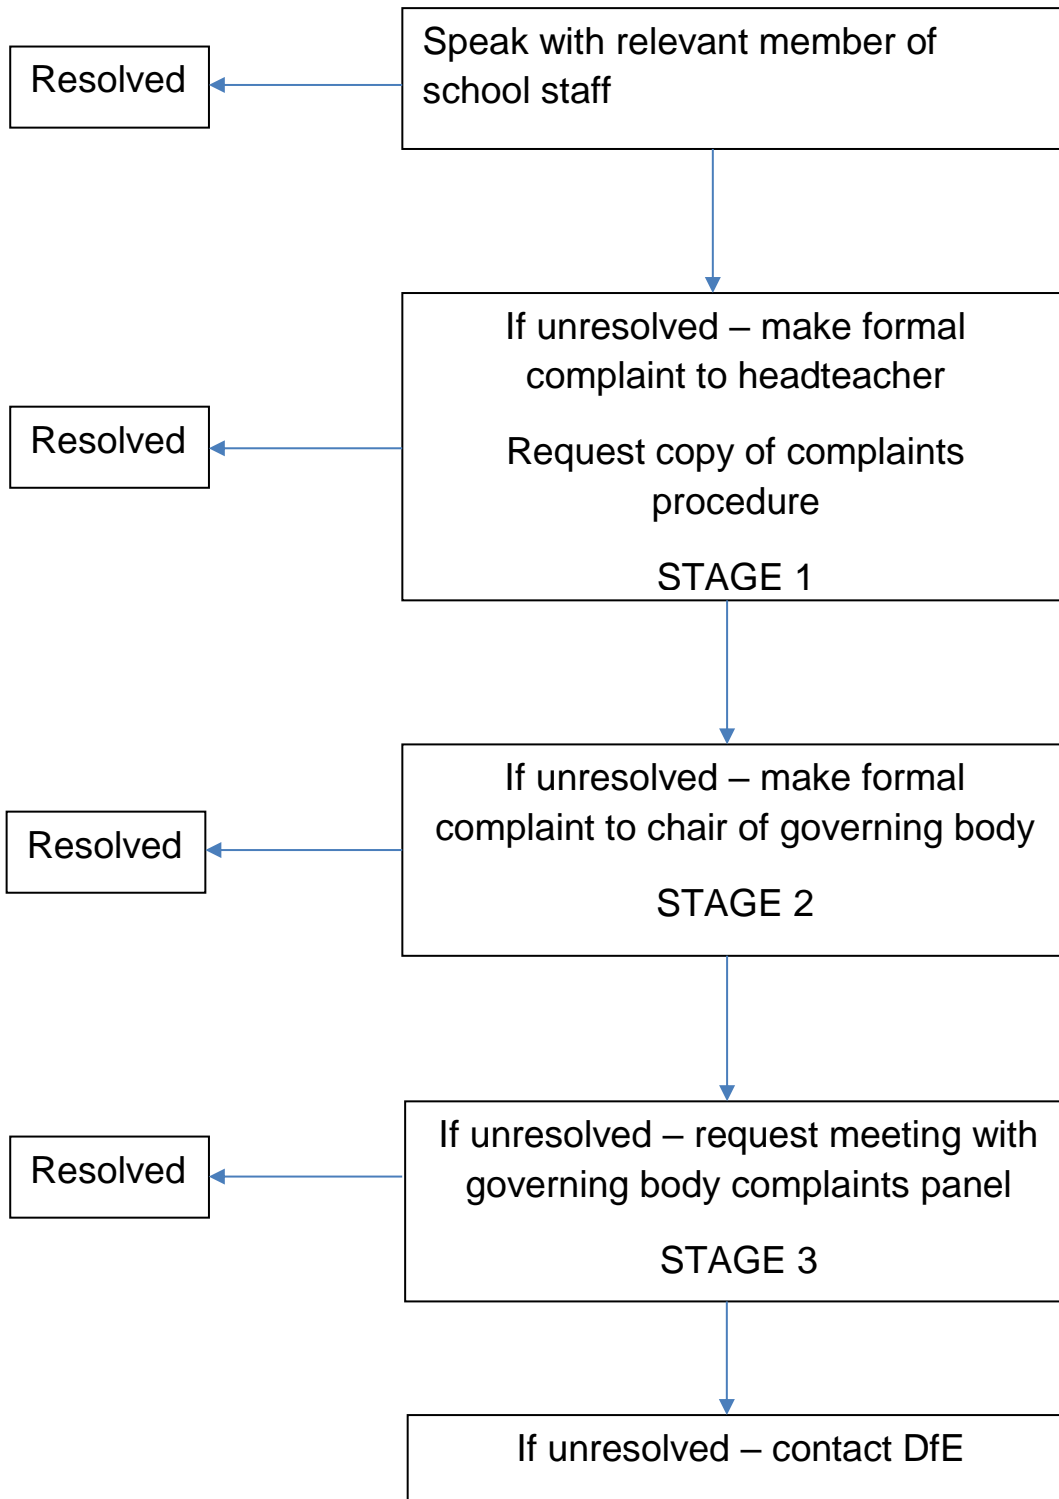 Speak with relevant member of
school staff
Resolved
If unresolved – make formal
complaint to headteacher
Request copy of complaints
procedure
STAGE 1
Resolved
If unresolved – make formal
complaint to chair of governing body
STAGE 2
Resolved
If unresolved – request meeting with
governing body complaints panel
STAGE 3
Resolved
If unresolved – contact DfE